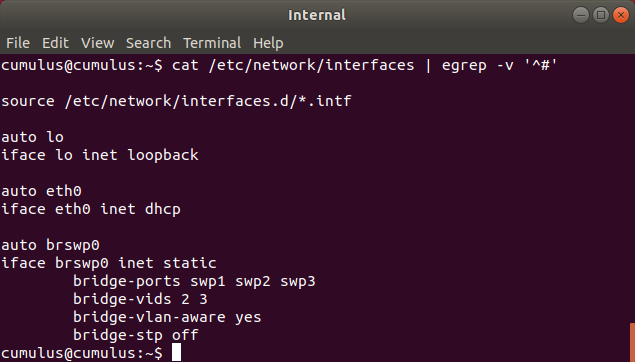 Internal
File Edit View Search Terminal Help
cumulus@cumulus:~$ cat /etc/network/interfaces | egrep -v '^#'
source /etc/network/interfaces.d/*.intf
auto lo
iface lo inet loopback
auto eth0
iface eth0 inet dhcp
auto brswp0
iface brswp0 inet static
        bridge-ports swp1 swp2 swp3
        bridge-vids 2 3
        bridge-vlan-aware yes
        bridge-stp off
cumulus@cumulus:~$